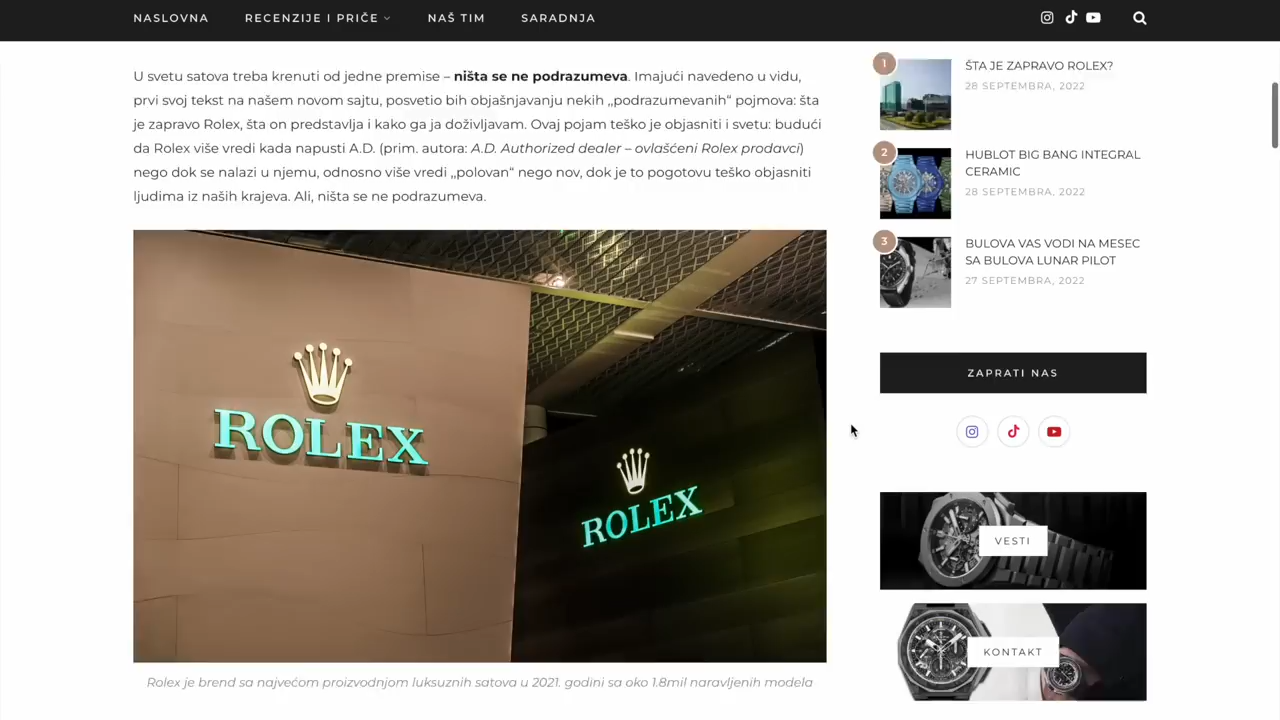 NASLOVNA RECENZIJE I PRIČE NAŠ TIM SARADNJA
U svetu satova treba krenuti od jedne premise – ništa se ne podrazumeva. Imajući navedeno u vidu,
prvi svoj tekst na našem novom sajtu, posvetio bih objašnjavanju nekih „podrazumevanih“ pojmova: šta
je zapravo Rolex, šta on predstavlja i kako ga ja doživljavam. Ovaj pojam teško je objasniti i svetu: budući
da Rolex više vredi kada napusti A.D. (prim. autora: A.D. Authorized dealer – ovlašćeni Rolex prodavci)
nego dok se nalazi u njemu, odnosno više vredi „polovan“ nego nov, dok je to pogotovu teško objasniti
ljudima iz naših krajeva. Ali, ništa se ne podrazumeva.
ROLEX
ROLEX
Rolex je brend sa najvećom proizvodnjom luksuznih satova u 2021. godini sa oko 1.8mil naravljenih modela
1
ŠTA JE ZAPRAVO ROLEX?
28 SEPTEMBRA, 2022
2
HUBLOT BIG BANG INTEGRAL
CERAMIC
28 SEPTEMBRA, 2022
3
BULOVA VAS VODI NA MESEC
SA BULOVA LUNAR PILOT
27 SEPTEMBRA, 2022
ZAPRATI NAS
VESTI
KONTAKT